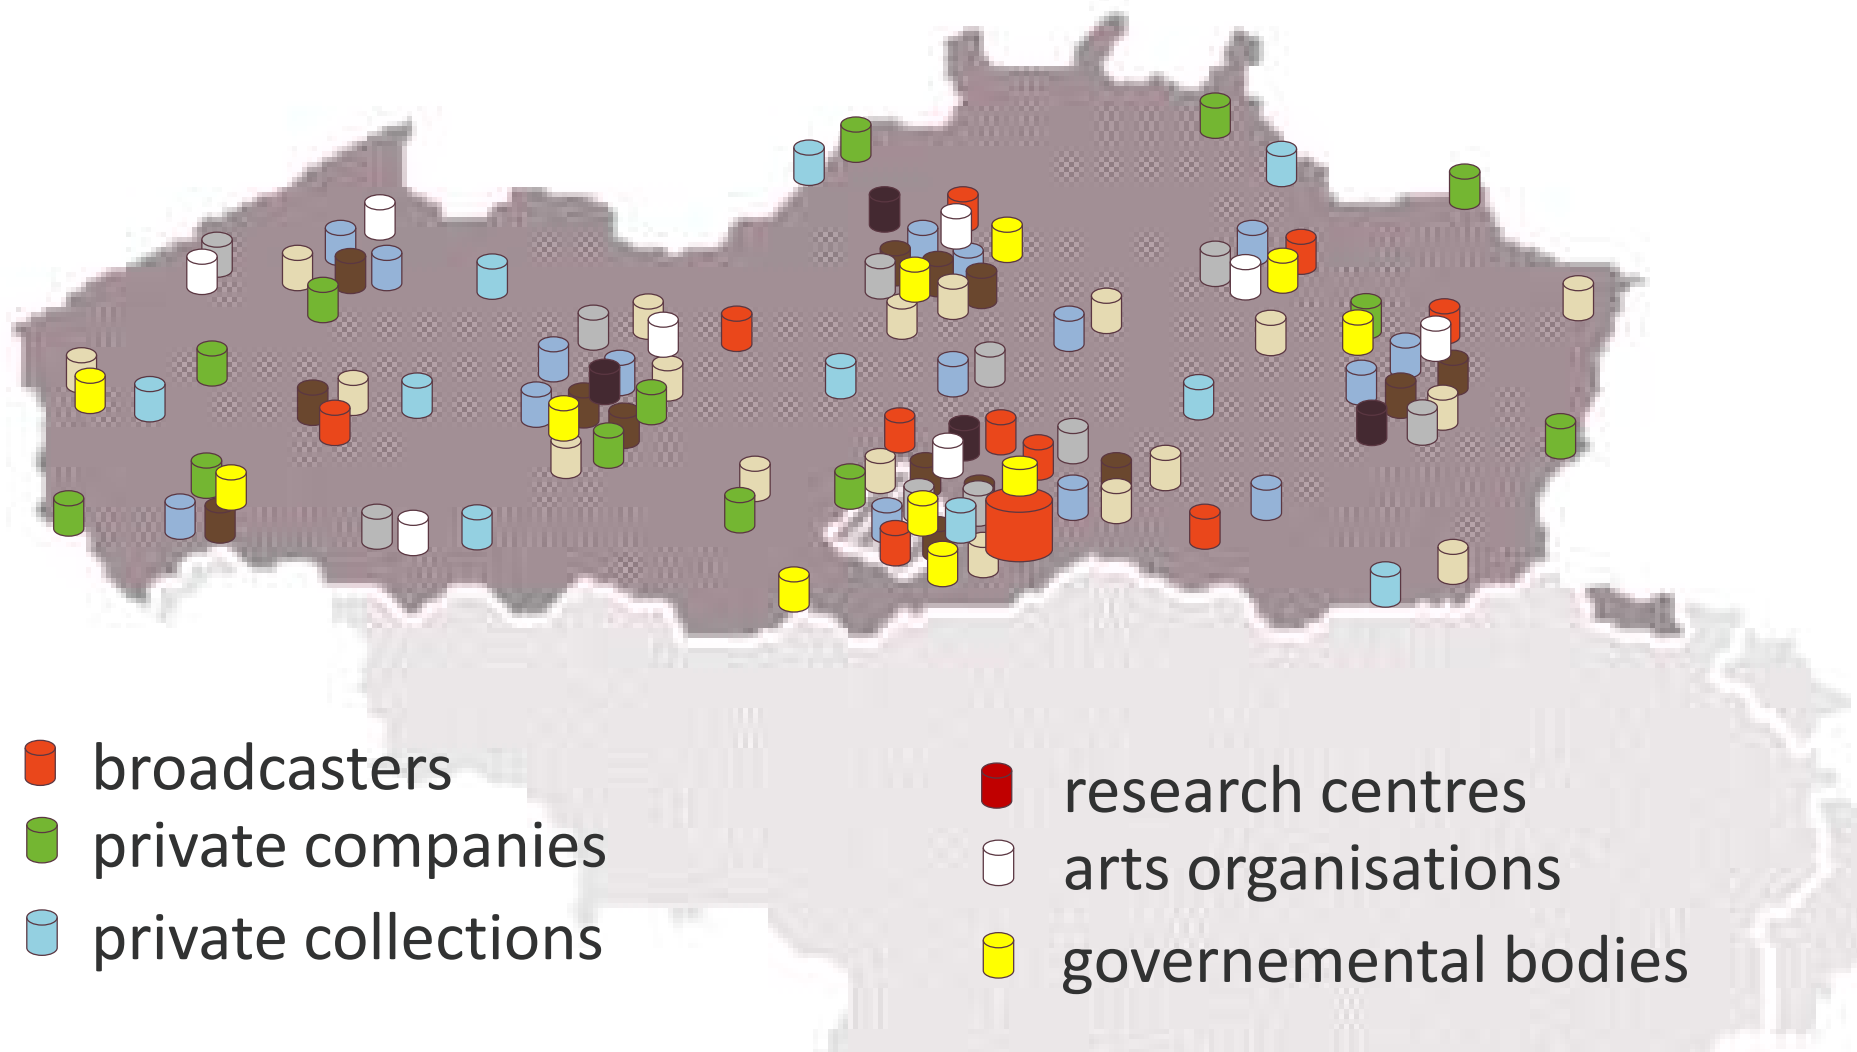 broadcasters
private companies
private collections
research centres
arts organisations
governemental bodies